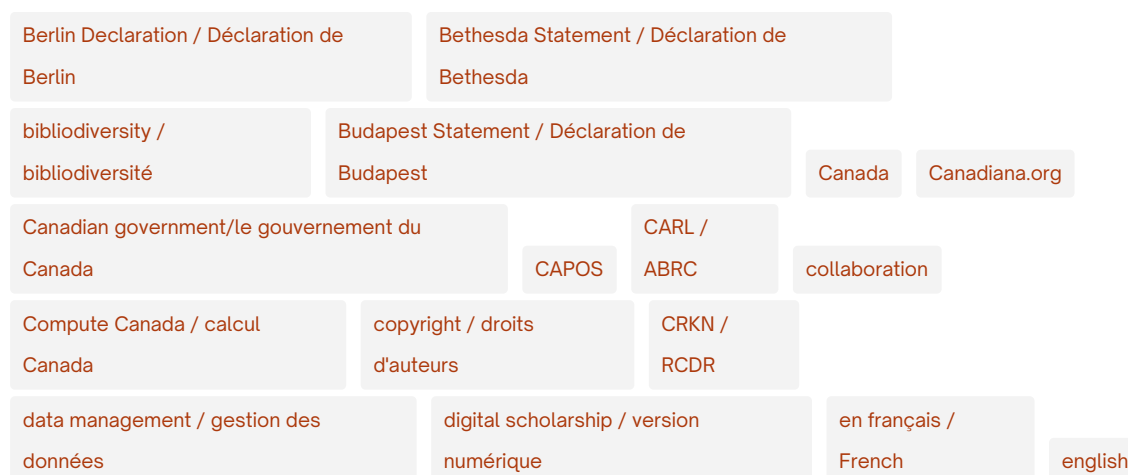 Berlin Declaration / Déclaration de
Berlin
Bethesda Statement / Déclaration de
Bethesda
bibliodiversity /
bibliodiversité
Budapest Statement / Déclaration de
Budapest
Canada
Canadiana.org
Canadian government/le gouvernement du
Canada
CAPOS
CARL /
ABRC
collaboration
Compute Canada / calcul
Canada
copyright / droits
d'auteurs
CRKN /
RCDR
data management / gestion des
données
digital scholarship / version
numérique
en français /
French
english